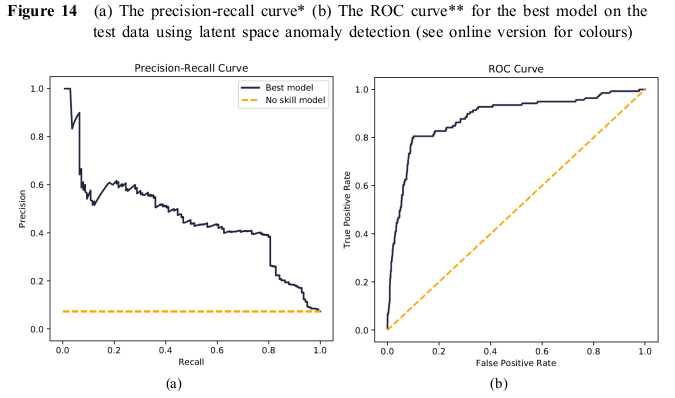 Figure 14 (a) The precision-recall curve* (b) The ROC curve** for the best model on the
test data using latent space anomaly detection (see online version for colours)
Precision-Recall Curve
Best model
No skill model
1.0
0.8
0.6
0.4
0.2
0.0
Precision
0.0 0.2 0.4 0.6 0.8 1.0
Recall
(a)
ROC Curve
1.0
0.8
0.6
0.4
0.2
0.0
True Positive Rate
0.0 0.2 0.4 0.6 0.8 1.0
False Positive Rate
(b)